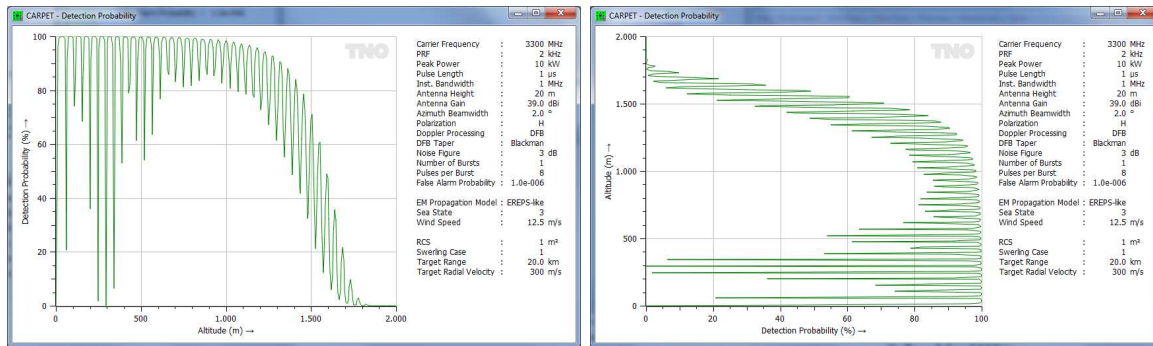 CARPET - Detection Probability
TNO
100
80
60
40
20
0
Detection Probability (%) →
0 500 1.000 1.500 2.000
Altitude (m) →
Carrier Frequency : 3300 MHz
PRF : 2 kHz
Peak Power : 10 kW
Pulse Length : 1 µs
Inst. Bandwidth : 1 MHz
Antenna Height : 20 m
Antenna Gain : 39.0 dBi
Azimuth Beamwidth : 2.0 °
Polarization : H
Doppler Processing : DFB
DFB Taper : Blackman
Noise Figure : 3 dB
Number of Bursts : 1
Pulses per Burst : 8
False Alarm Probability : 1.0e-006
EM Propagation Model : EREPS-like
Sea State : 3
Wind Speed : 12.5 m/s
RCS : 1 m²
Swerling Case : 1
Target Range : 20.0 km
Target Radial Velocity : 300 m/s
CARPET - Detection Probability
TNO
2.000
1.500
1.000
500
0
Altitude (m) →
0 20 40 60 80 100
Detection Probability (%) →
Carrier Frequency : 3300 MHz
PRF : 2 kHz
Peak Power : 10 kW
Pulse Length : 1 µs
Inst. Bandwidth : 1 MHz
Antenna Height : 20 m
Antenna Gain : 39.0 dBi
Azimuth Beamwidth : 2.0 °
Polarization : H
Doppler Processing : DFB
DFB Taper : Blackman
Noise Figure : 3 dB
Number of Bursts : 1
Pulses per Burst : 8
False Alarm Probability : 1.0e-006
EM Propagation Model : EREPS-like
Sea State : 3
Wind Speed : 12.5 m/s
RCS : 1 m²
Swerling Case : 1
Target Range : 20.0 km
Target Radial Velocity : 300 m/s